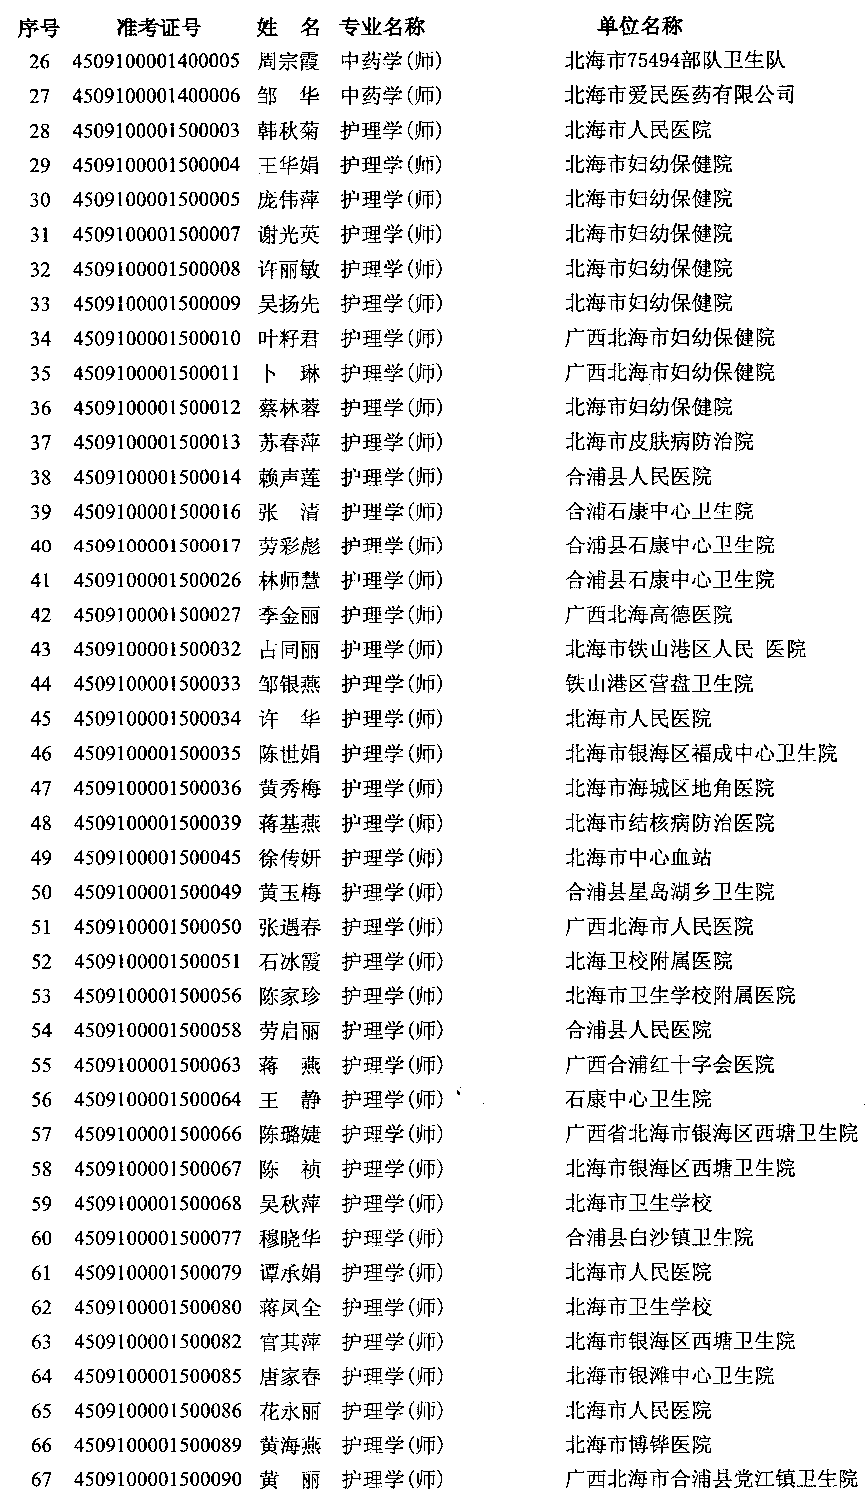 序号 准考证号 姓 名 专业名称 单位名称
26 4509100001400005 周宗霞 中药学(师) 北海市75494部队卫生队
27 4509100001400006 邹 华 中药学(师) 北海市爱民医药有限公司
28 4509100001500003 韩秋菊 护理学(师) 北海市人民医院
29 4509100001500004 王华娟 护理学(师) 北海市妇幼保健院
30 4509100001500005 庞伟萍 护理学(师) 北海市妇幼保健院
31 4509100001500007 谢光英 护理学(师) 北海市妇幼保健院
32 4509100001500008 许丽敏 护理学(师) 北海市妇幼保健院
33 4509100001500009 吴扬先 护理学(师) 北海市妇幼保健院
34 4509100001500010 叶籽君 护理学(师) 广西北海市妇幼保健院
35 4509100001500011 卜 琳 护理学(师) 广西北海市妇幼保健院
36 4509100001500012 蔡林蓉 护理学(师) 北海市妇幼保健院
37 4509100001500013 苏春萍 护理学(师) 北海市皮肤病防治院
38 4509100001500014 赖声莲 护理学(师) 合浦县人民医院
39 4509100001500016 张 清 护理学(师) 合浦石康中心卫生院
40 4509100001500017 劳彩彪 护理学(师) 合浦县石康中心卫生院
41 4509100001500026 林师慧 护理学(师) 合浦县石康中心卫生院
42 4509100001500027 李金丽 护理学(师) 广西北海高德医院
43 4509100001500032 占同丽 护理学(师) 北海市铁山港区人民 医院
44 4509100001500033 邹银燕 护理学(师) 铁山港区营盘卫生院
45 4509100001500034 许 华 护理学(师) 北海市人民医院
46 4509100001500035 陈世娟 护理学(师) 北海市银海区福成中心卫生院
47 4509100001500036 黄秀梅 护理学(师) 北海市海城区地角医院
48 4509100001500039 蒋基燕 护理学(师) 北海市结核病防治医院
49 4509100001500045 徐传妍 护理学(师) 北海市中心血站
50 4509100001500049 黄玉梅 护理学(师) 合浦县星岛湖乡卫生院
51 4509100001500050 张遇春 护理学(师) 广西北海市人民医院
52 4509100001500051 石冰霞 护理学(师) 北海卫校附属医院
53 4509100001500056 陈家珍 护理学(师) 北海市卫生学校附属医院
54 4509100001500058 劳启丽 护理学(师) 合浦县人民医院
55 4509100001500063 蒋 燕 护理学(师) 广西合浦红十字会医院
56 4509100001500064 王 静 护理学(师) 石康中心卫生院
57 4509100001500066 陈璐婕 护理学(师) 广西省北海市银海区西塘卫生院
58 4509100001500067 陈 祯 护理学(师) 北海市银海区西塘卫生院
59 4509100001500068 吴秋萍 护理学(师) 北海市卫生学校
60 4509100001500077 穆晓华 护理学(师) 合浦县白沙镇卫生院
61 4509100001500079 谭承娟 护理学(师) 北海市人民医院
62 4509100001500080 蒋凤全 护理学(师) 北海市卫生学校
63 4509100001500082 官其萍 护理学(师) 北海市银海区西塘卫生院
64 4509100001500085 唐家春 护理学(师) 北海市银滩中心卫生院
65 4509100001500086 花永丽 护理学(师) 北海市人民医院
66 4509100001500089 黄海燕 护理学(师) 北海市博铧医院
67 4509100001500090 黄 丽 护理学(师) 广西北海市合浦县党江镇卫生院